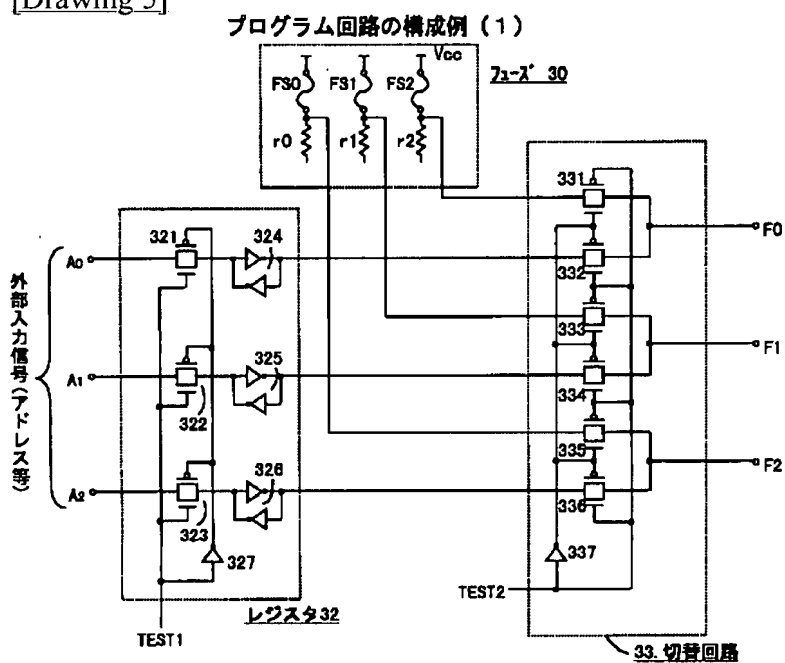 [Drawing 5]
プログラム回路の構成例（1）
Vcc
FS0
FS1
FS2
r0
r1
r2
ﾌｭｰｽﾞ 30
外部入力信号（アドレス等）
A0
A1
A2
321
322
323
324
325
326
327
TEST1
レジスタ32
331
332
333
334
335
336
337
TEST2
F0
F1
F2
33. 切替回路